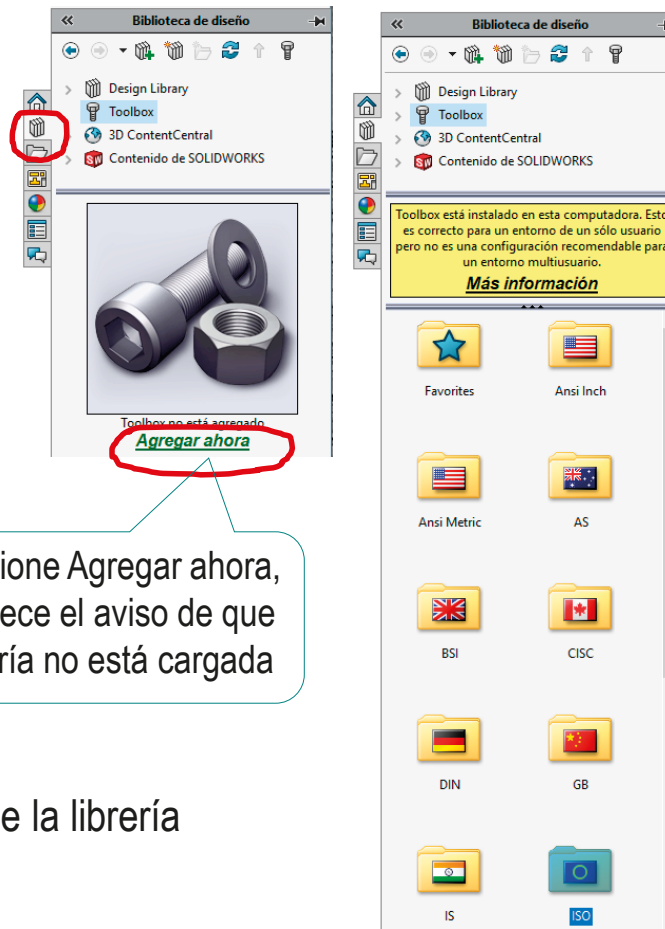 Biblioteca de diseño
Design Library
Toolbox
3D ContentCentral
Contenido de SOLIDWORKS
Toolbox no está agregado
Agregar ahora
ione Agregar ahora,
ece el aviso de que
ría no está cargada
e la librería
Biblioteca de diseño
Design Library
Toolbox
3D ContentCentral
Contenido de SOLIDWORKS
Toolbox está instalado en esta computadora. Esto
es correcto para un entorno de un sólo usuario
pero no es una configuración recomendable para
un entorno multiusuario.
Más información
Favorites
Ansi Inch
Ansi Metric
AS
BSI
CISC
DIN
GB
IS
ISO